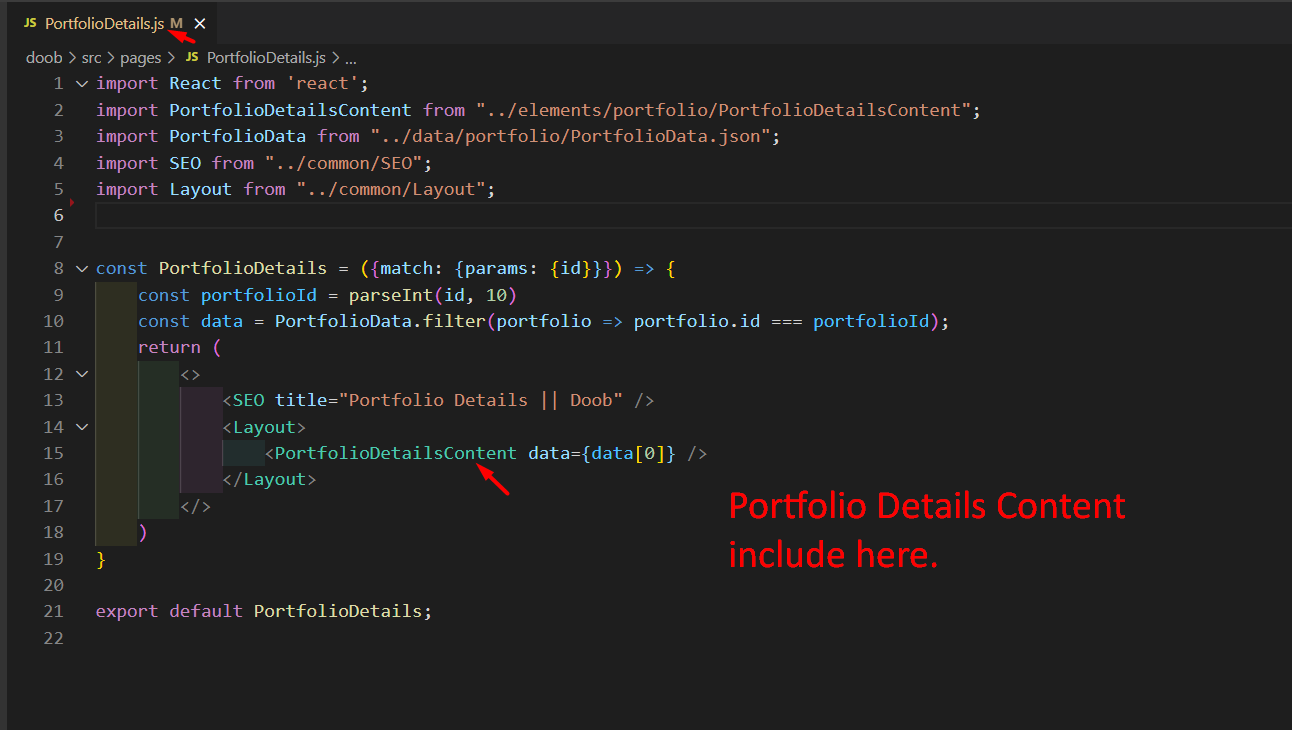 JS PortfolioDetails.js M ×
doob > src > pages > JS PortfolioDetails.js > ...
1 import React from 'react';
2 import PortfolioDetailsContent from "../elements/portfolio/PortfolioDetailsContent";
3 import PortfolioData from "../data/portfolio/PortfolioData.json";
4 import SEO from "../common/SEO";
5 import Layout from "../common/Layout";
6
7
8 const PortfolioDetails = ({match: {params: {id}}}) => {
9 const portfolioId = parseInt(id, 10)
10 const data = PortfolioData.filter(portfolio => portfolio.id === portfolioId);
11 return (
12 <>
13 <SEO title="Portfolio Details || Doob" />
14 <Layout>
15 <PortfolioDetailsContent data={data[0]} />
16 </Layout>
17 </>
18 )
19 }
20
21 export default PortfolioDetails;
22
Portfolio Details Content
include here.